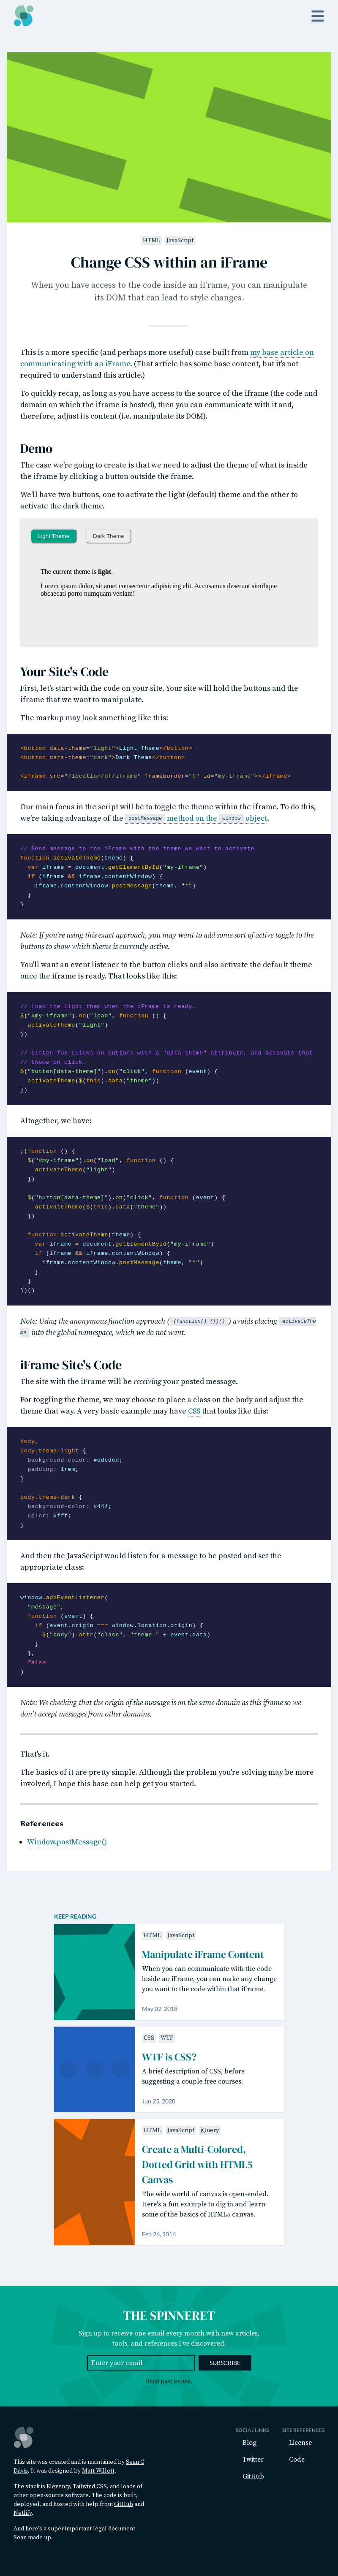 HTML JavaScript
Change CSS within an iFrame
When you have access to the code inside an iFrame, you can manipulate
its DOM that can lead to style changes.
This is a more specific (and perhaps more useful) case built from my base article on
communicating with an iFrame. (That article has some base content, but it's not
required to understand this article.)
To quickly recap, as long as you have access to the source of the iframe (the code and
domain on which the iframe is hosted), then you can communicate with it and,
therefore, adjust its content (i.e. manipulate its DOM).
Demo
The case we're going to create is that we need to adjust the theme of what is inside
the iframe by clicking a button outside the frame.
We'll have two buttons, one to activate the light (default) theme and the other to
activate the dark theme.
Light Theme Dark Theme
The current theme is light.
Lorem ipsum dolor, sit amet consectetur adipisicing elit. Accusamus deserunt similique
obcaecati porro numquam veniam!
Your Site's Code
First, let's start with the code on your site. Your site will hold the buttons and the
iframe that we want to manipulate.
The markup may look something like this:
<button data-theme="light">Light Theme</button>
<button data-theme="dark">Dark Theme</button>
<iframe src="/location/of/iframe" frameborder="0" id="my-iframe"></iframe>
Our main focus in the script will be to toggle the theme within the iframe. To do this,
we're taking advantage of the postMessage method on the window object.
// Send message to the iFrame with the theme we want to activate.
function activateTheme(theme) {
var iframe = document.getElementById("my-iframe")
if (iframe && iframe.contentWindow) {
iframe.contentWindow.postMessage(theme, "*")
}
}
Note: If you're using this exact approach, you may want to add some sort of active toggle to the
buttons to show which theme is currently active.
You'll want an event listener to the button clicks and also activate the default theme
once the iframe is ready. That looks like this:
// Load the light them when the iFrame is ready.
$("#my-iframe").on("load", function () {
activateTheme("light")
})
// Listen for clicks on buttons with a "data-theme" attribute, and activate that
// theme on click.
$("button[data-theme]").on("click", function (event) {
activateTheme($(this).data("theme"))
})
Altogether, we have:
;(function () {
$("#my-iframe").on("load", function () {
activateTheme("light")
})
$("button[data-theme]").on("click", function (event) {
activateTheme($(this).data("theme"))
})
function activateTheme(theme) {
var iframe = document.getElementById("my-iframe")
if (iframe && iframe.contentWindow) {
iframe.contentWindow.postMessage(theme, "*")
}
}
})()
Note: Using the anonymous function approach ( (function() {})() ) avoids placing activateThe
me into the global namespace, which we do not want.
iFrame Site's Code
The site with the iFrame will be receiving your posted message.
For toggling the theme, we may choose to place a class on the body and adjust the
theme that way. A very basic example may have CSS that looks like this:
body,
body.theme-light {
background-color: #ededed;
padding: 1rem;
}
body.theme-dark {
background-color: #444;
color: #fff;
}
And then the JavaScript would listen for a message to be posted and set the
appropriate class:
window.addEventListener(
"message",
function (event) {
if (event.origin === window.location.origin) {
$("body").attr("class", "theme-" + event.data)
}
},
false
)
Note: We checking that the origin of the message is on the same domain as this iframe so we
don't accept messages from other domains.
That's it.
The basics of it are pretty simple. Although the problem you're solving may be more
involved, I hope this base can help get you started.
References
Window.postMessage()
KEEP READING
HTML JavaScript
Manipulate iFrame Content
When you can communicate with the code
inside an iFrame, you can make any change
you want to the code within that iFrame.
May 02, 2018
CSS WTF
WTF is CSS?
A brief description of CSS, before
suggesting a couple free courses.
Jun 25, 2020
HTML JavaScript jQuery
Create a Multi-Colored,
Dotted Grid with HTML5
Canvas
The wide world of canvas is open-ended.
Here's a fun example to dig in and learn
some of the basics of HTML5 canvas.
Feb 26, 2016
THE SPINNERET
Sign up to receive one email every month with new articles,
tools, and references I've discovered.
Enter your email SUBSCRIBE
Read past issues.
This site was created and is maintained by Sean C
Davis. It was designed by Matt Willett.
The stack is Eleventy, Tailwind CSS, and loads of
other open-source software. The code is built,
deployed, and hosted with help from GitHub and
Netlify.
And here's a super important legal document
Sean made up.
SOCIAL LINKS
Blog
Twitter
GitHub
SITE REFERENCES
License
Code